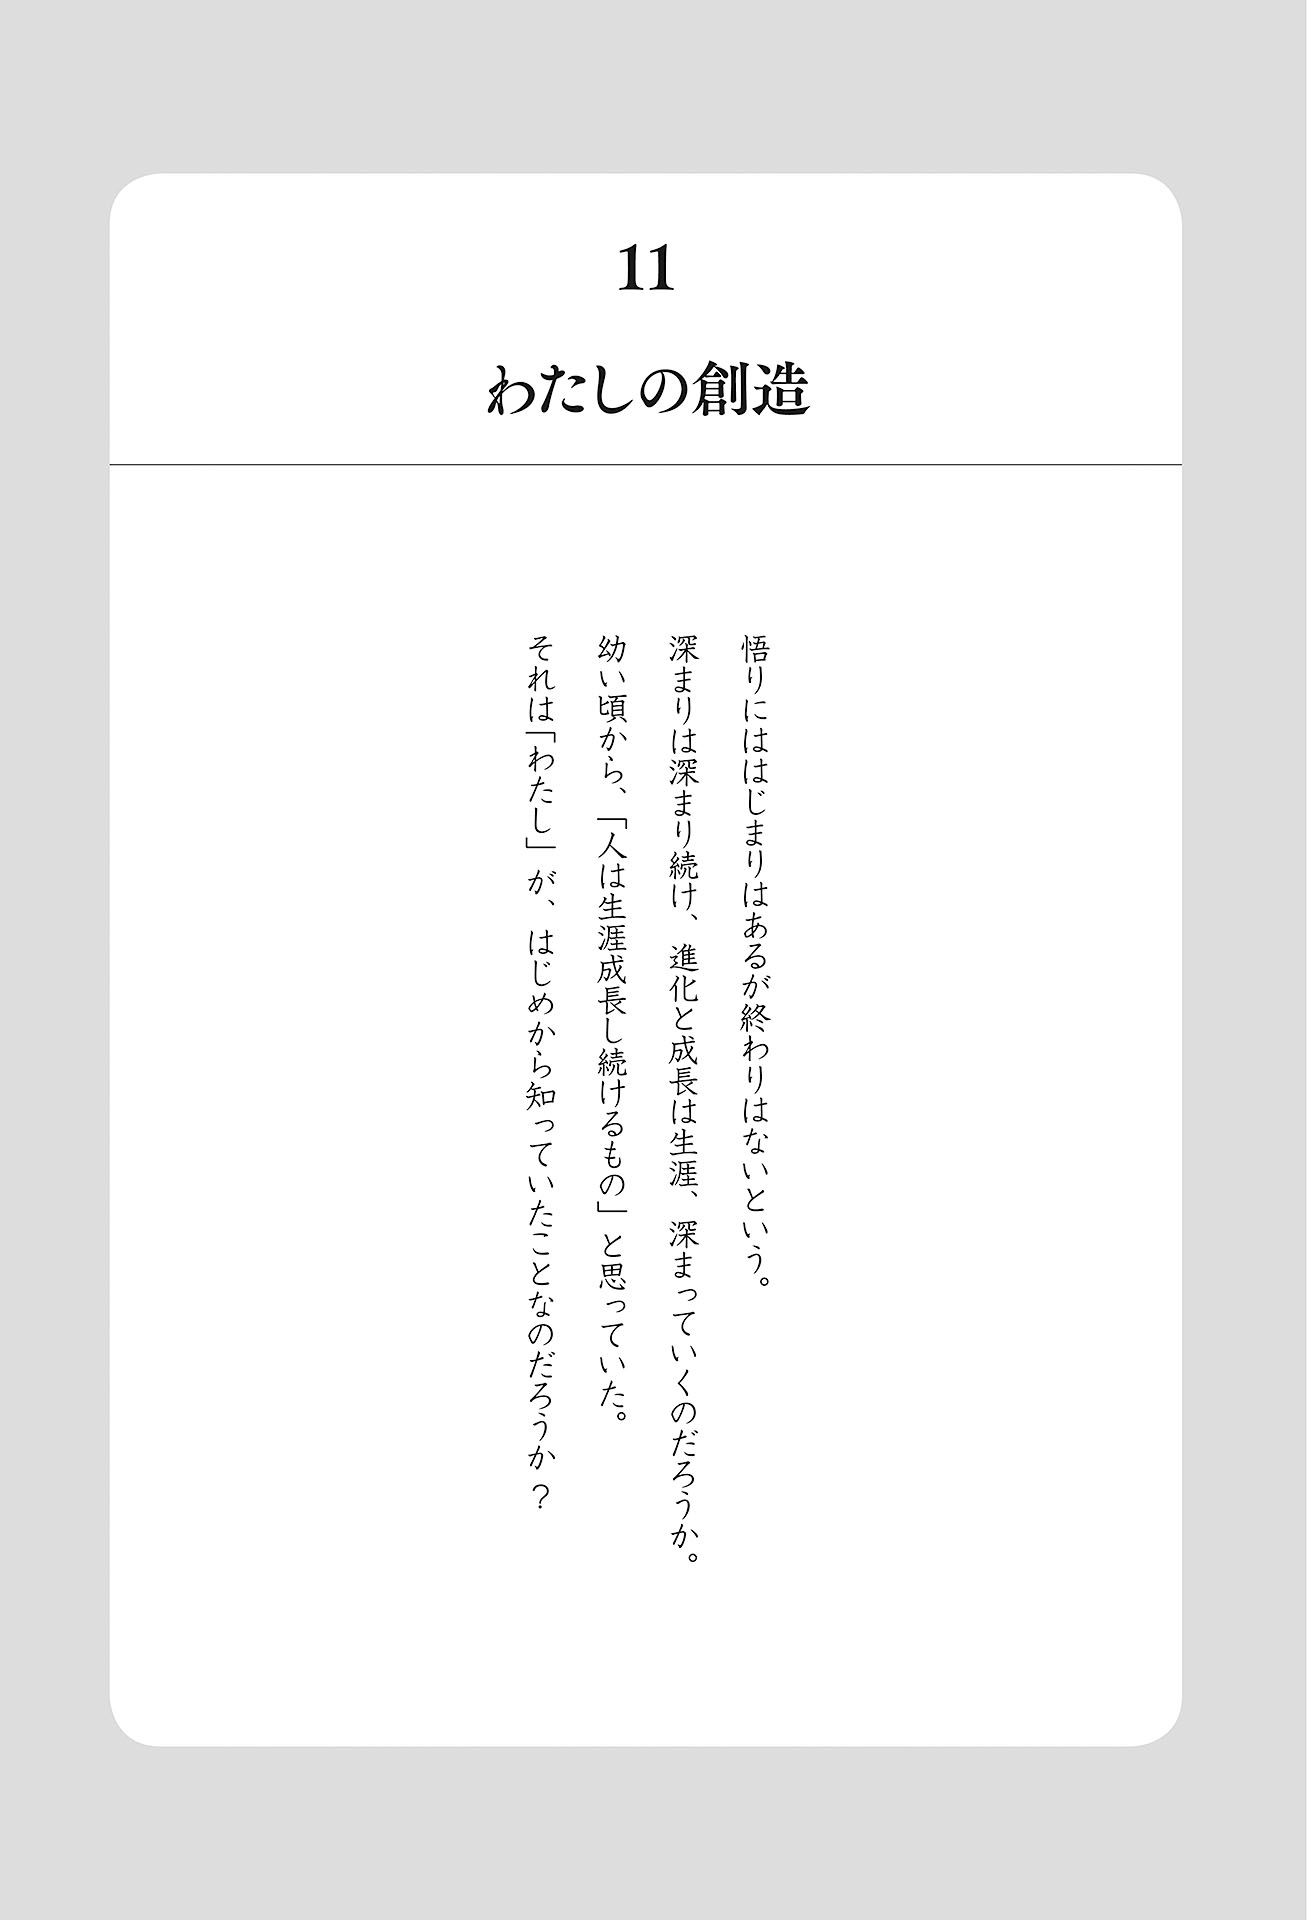 11
わたしの創造
悟りにははじまりはあるが終わりはないという。
深まりは深まり続け、進化と成長は生涯、深まっていくのだろうか。
幼い頃から、「人は生涯成長し続けるもの」と思っていた。
それは「わたし」が、はじめから知っていたことなのだろうか?